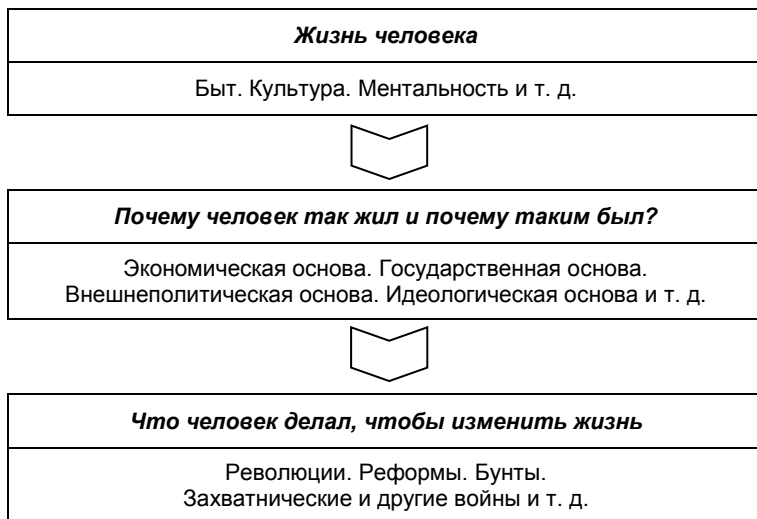 Жизнь человека
Быт. Культура. Ментальность и т. д.
Почему человек так жил и почему таким был?
Экономическая основа. Государственная основа.
Внешнеполитическая основа. Идеологическая основа и т. д.
Что человек делал, чтобы изменить жизнь
Революции. Реформы. Бунты.
Захватнические и другие войны и т. д.